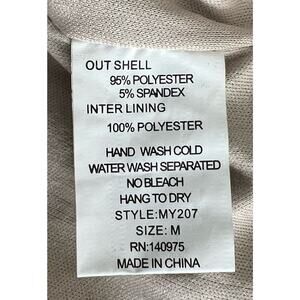 OUT SHELL
95% POLYESTER
5% SPANDEX
INTER LINING
100% POLYESTER
HAND WASH COLD
WATER WASH SEPARATED
NO BLEACH
HANG TO DRY
STYLE:MY207
SIZE: M
RN:140975
MADE IN CHINA